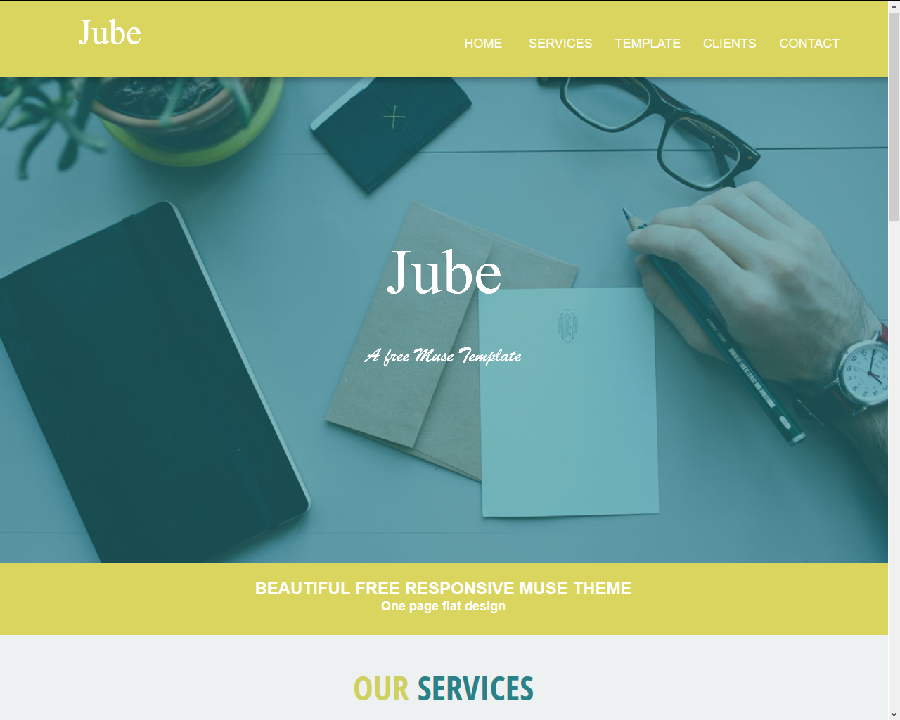 Jube
HOME SERVICES TEMPLATE CLIENTS CONTACT
Jube
A free Muse Template
BEAUTIFUL FREE RESPONSIVE MUSE THEME
One page flat design
OUR SERVICES